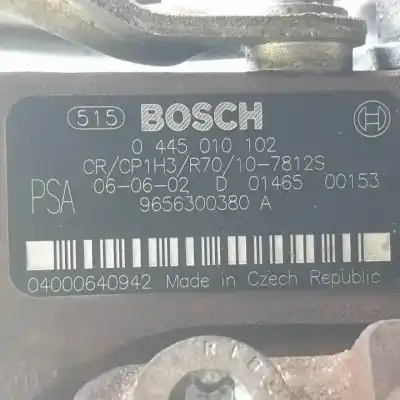 515 BOSCH
0 445 010 102
CR/CP1H3/R70/10-7812S
PSA 06-06-02 D 01465 00153
9656300380 A
04000640942 Made in Czech Republic